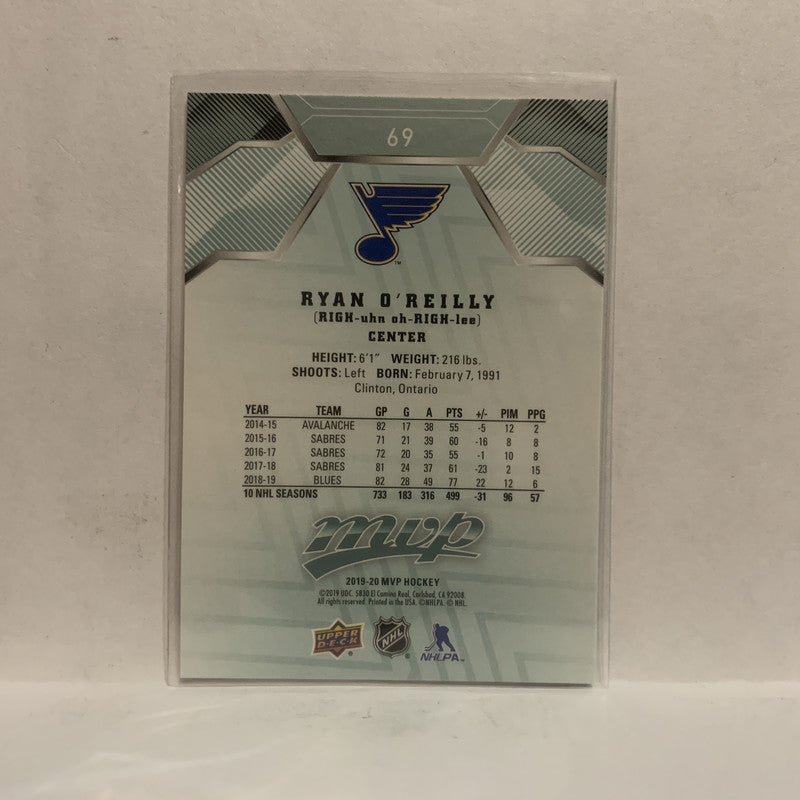 69
TM
RYAN O'REILLY
(RIGH-uhn oh-RIGH-lee)
CENTER
HEIGHT: 6'1" WEIGHT: 216 lbs.
SHOOTS: Left BORN: February 7, 1991
Clinton, Ontario
YEAR TEAM GP G A PTS +/- PIM PPG
2014-15 AVALANCHE 82 17 38 55 -5 12 2
2015-16 SABRES 71 21 39 60 -16 8 8
2016-17 SABRES 72 20 35 55 -1 10 8
2017-18 SABRES 81 24 37 61 -23 2 15
2018-19 BLUES 82 28 49 77 22 12 6
10 NHL SEASONS 733 183 316 499 -31 96 57
mvp
2019-20 MVP HOCKEY
©2019 UDC. 5830 El Camino Real, Carlsbad, CA 92008.
All rights reserved. Printed in the USA. ©NHLPA. © NHL.
UPPER DECK ® NHL ® NHLPA